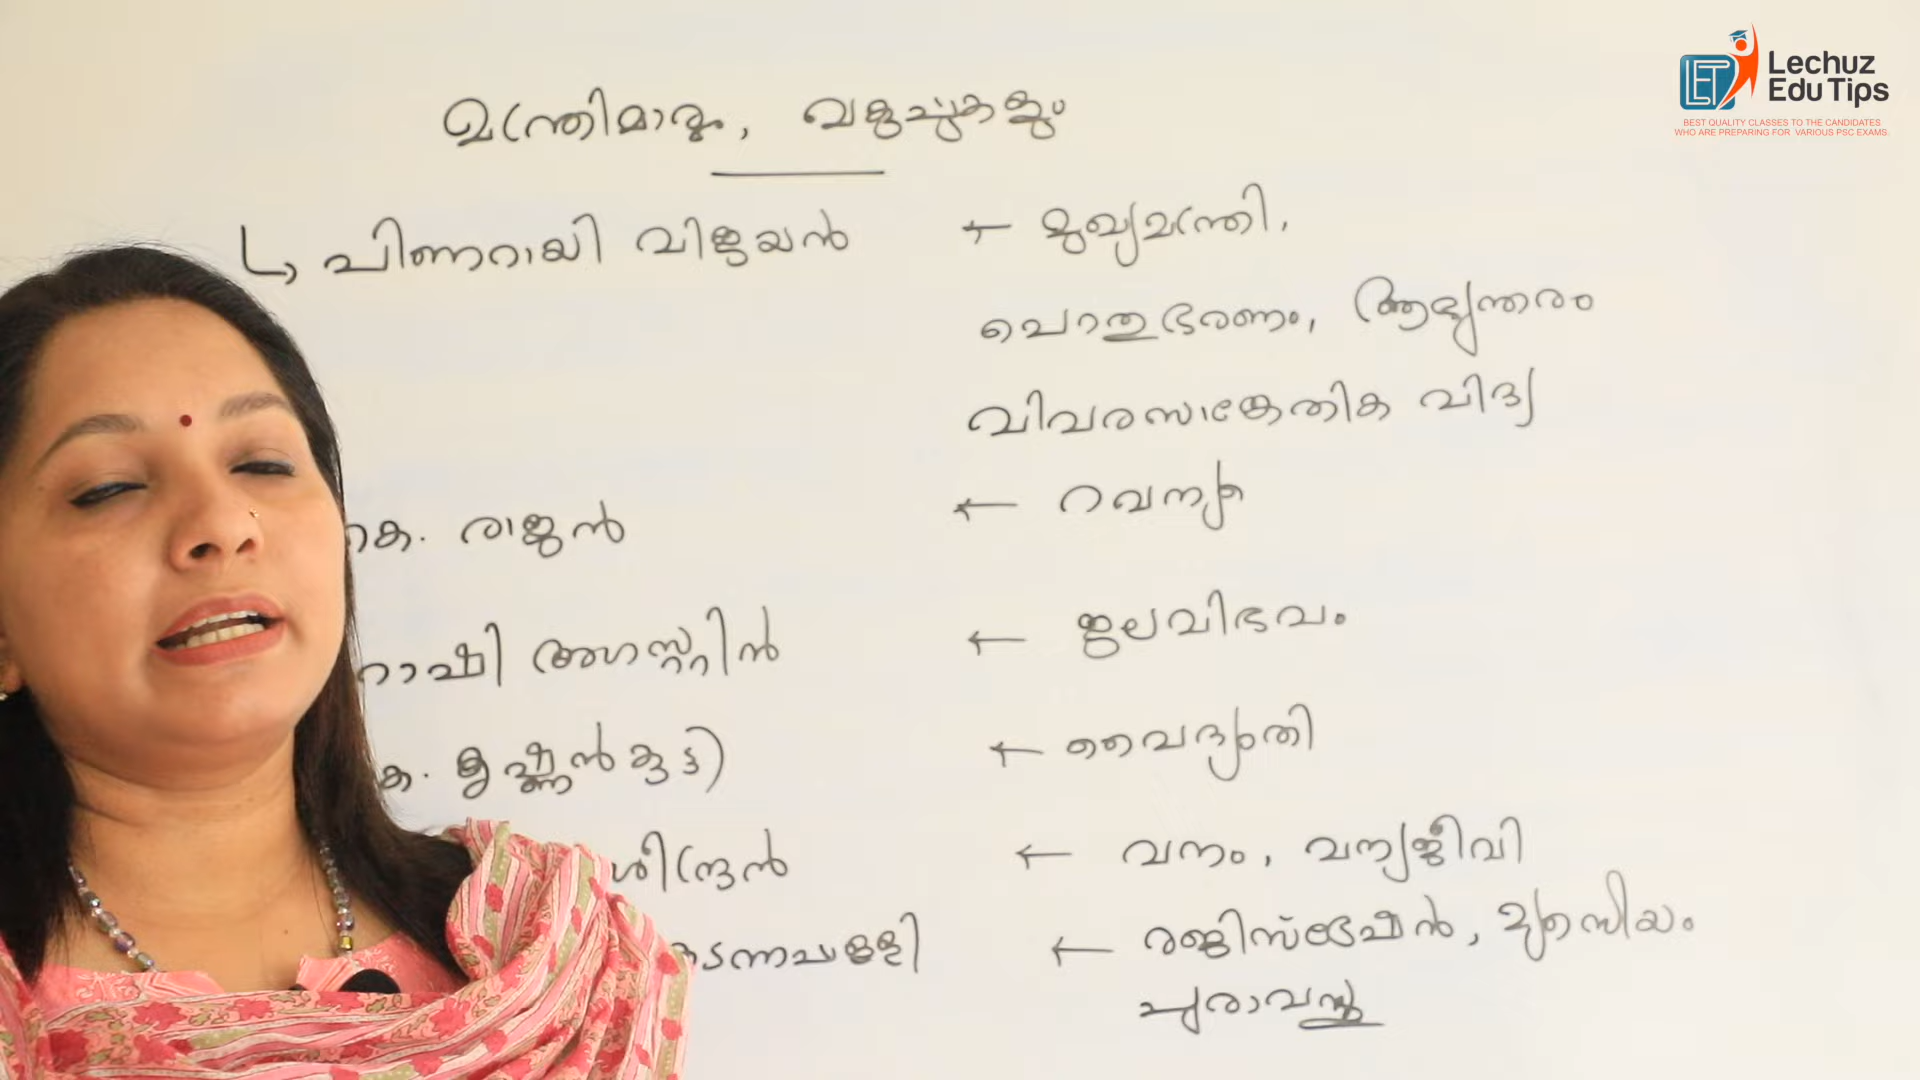 Lechuz
Edu Tips
BEST QUALITY CLASSES TO THE CANDIDATES
WHO ARE PREPARING FOR VARIOUS PSC EXAMS.
മന്ത്രിമാരും, വകുപ്പുകളും
പിണറായി വിജയൻ ← മുഖ്യമന്ത്രി,
പൊതുഭരണം, ആഭ്യന്തരം
വിവരസാങ്കേതിക വിദ്യ
കെ. രാജൻ ← റവന്യൂ
റോഷി അഗസ്റ്റിൻ ← ജലവിഭവം
കെ. കൃഷ്ണൻകുട്ടി ← വൈദ്യുതി
ശീന്ദ്രൻ ← വനം, വന്യജീവി
കടന്നപ്പള്ളി ← രജിസ്ട്രേഷൻ, മ്യൂസിയം
പുരാവസ്തു